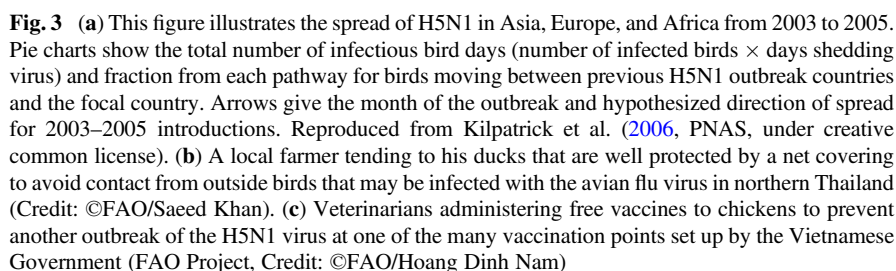 Fig. 3 (a) This figure illustrates the spread of H5N1 in Asia, Europe, and Africa from 2003 to 2005.
Pie charts show the total number of infectious bird days (number of infected birds × days shedding
virus) and fraction from each pathway for birds moving between previous H5N1 outbreak countries
and the focal country. Arrows give the month of the outbreak and hypothesized direction of spread
for 2003–2005 introductions. Reproduced from Kilpatrick et al. (2006, PNAS, under creative
common license). (b) A local farmer tending to his ducks that are well protected by a net covering
to avoid contact from outside birds that may be infected with the avian flu virus in northern Thailand
(Credit: ©FAO/Saeed Khan). (c) Veterinarians administering free vaccines to chickens to prevent
another outbreak of the H5N1 virus at one of the many vaccination points set up by the Vietnamese
Government (FAO Project, Credit: ©FAO/Hoang Dinh Nam)